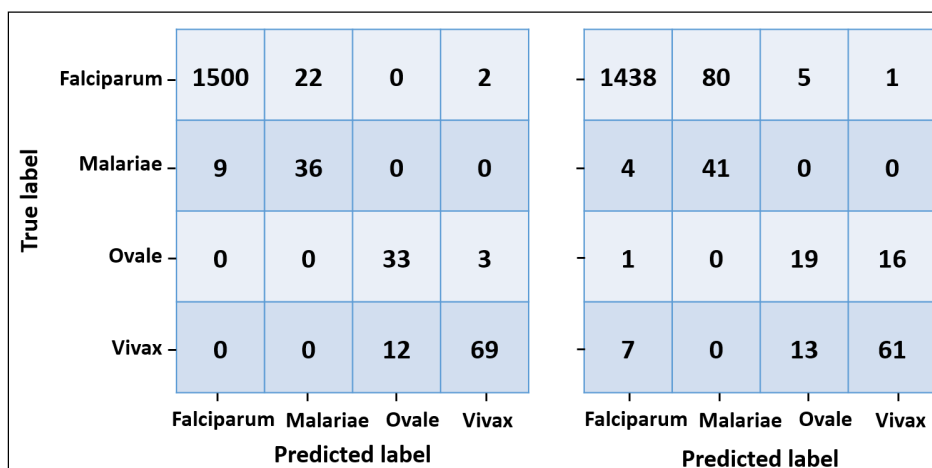 Falciparum 1500 22 0 2 1438 80 5 1
Malariae 9 36 0 0 4 41 0 0
Ovale 0 0 33 3 1 0 19 16
Vivax 0 0 12 69 7 0 13 61
True label
Falciparum Malariae Ovale Vivax Falciparum Malariae Ovale Vivax
Predicted label Predicted label